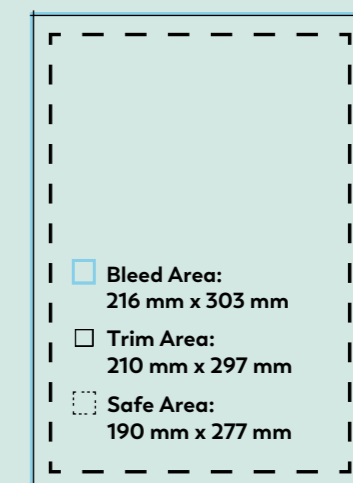 Bleed Area:
216 mm x 303 mm
Trim Area:
210 mm x 297 mm
Safe Area:
190 mm x 277 mm